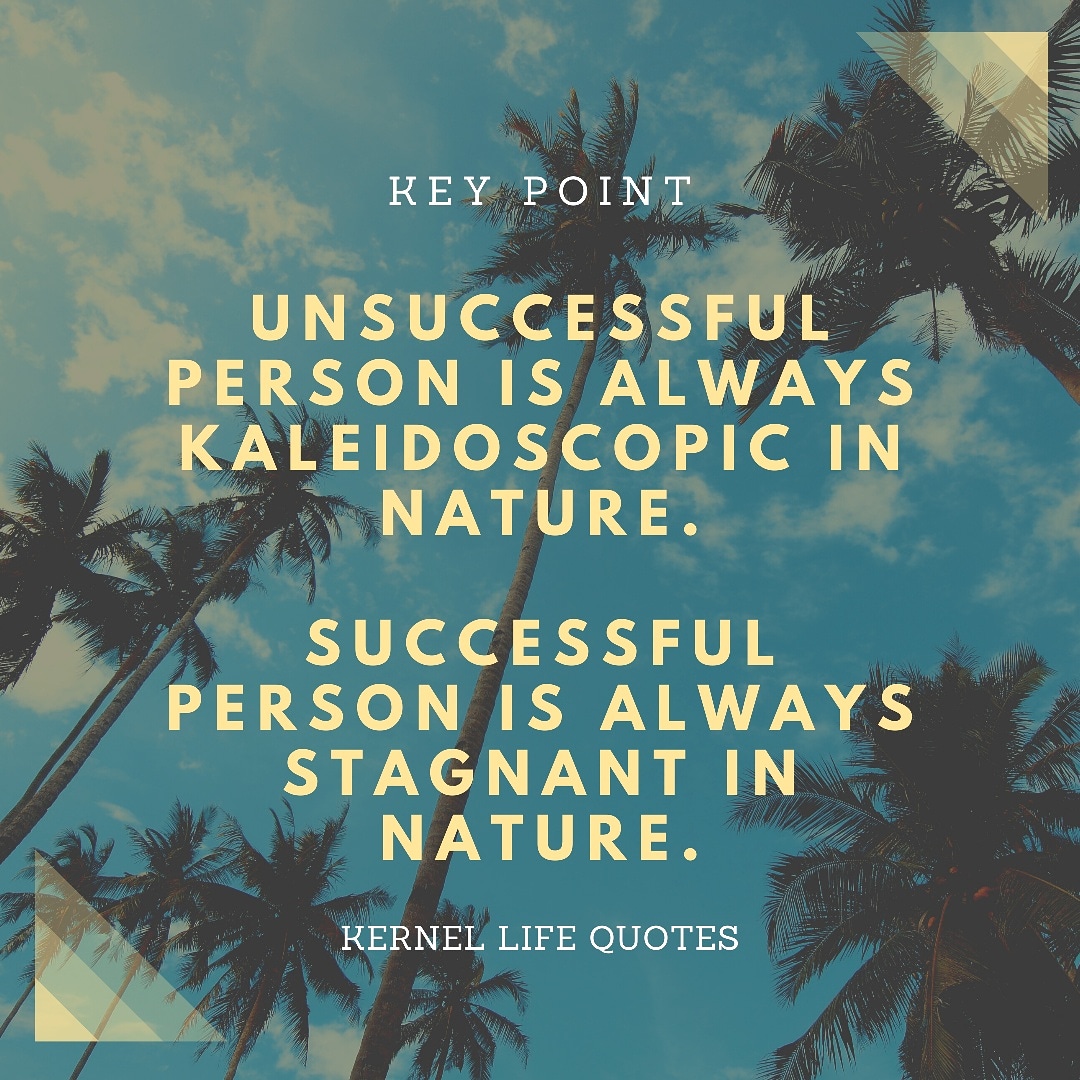 KEY POINT
UNSUCCESSFUL
PERSON IS ALWAYS
KALEIDOSCOPIC IN
NATURE.
SUCCESSFUL
PERSON IS ALWAYS
STAGNANT IN
NATURE.
KERNEL LIFE QUOTES